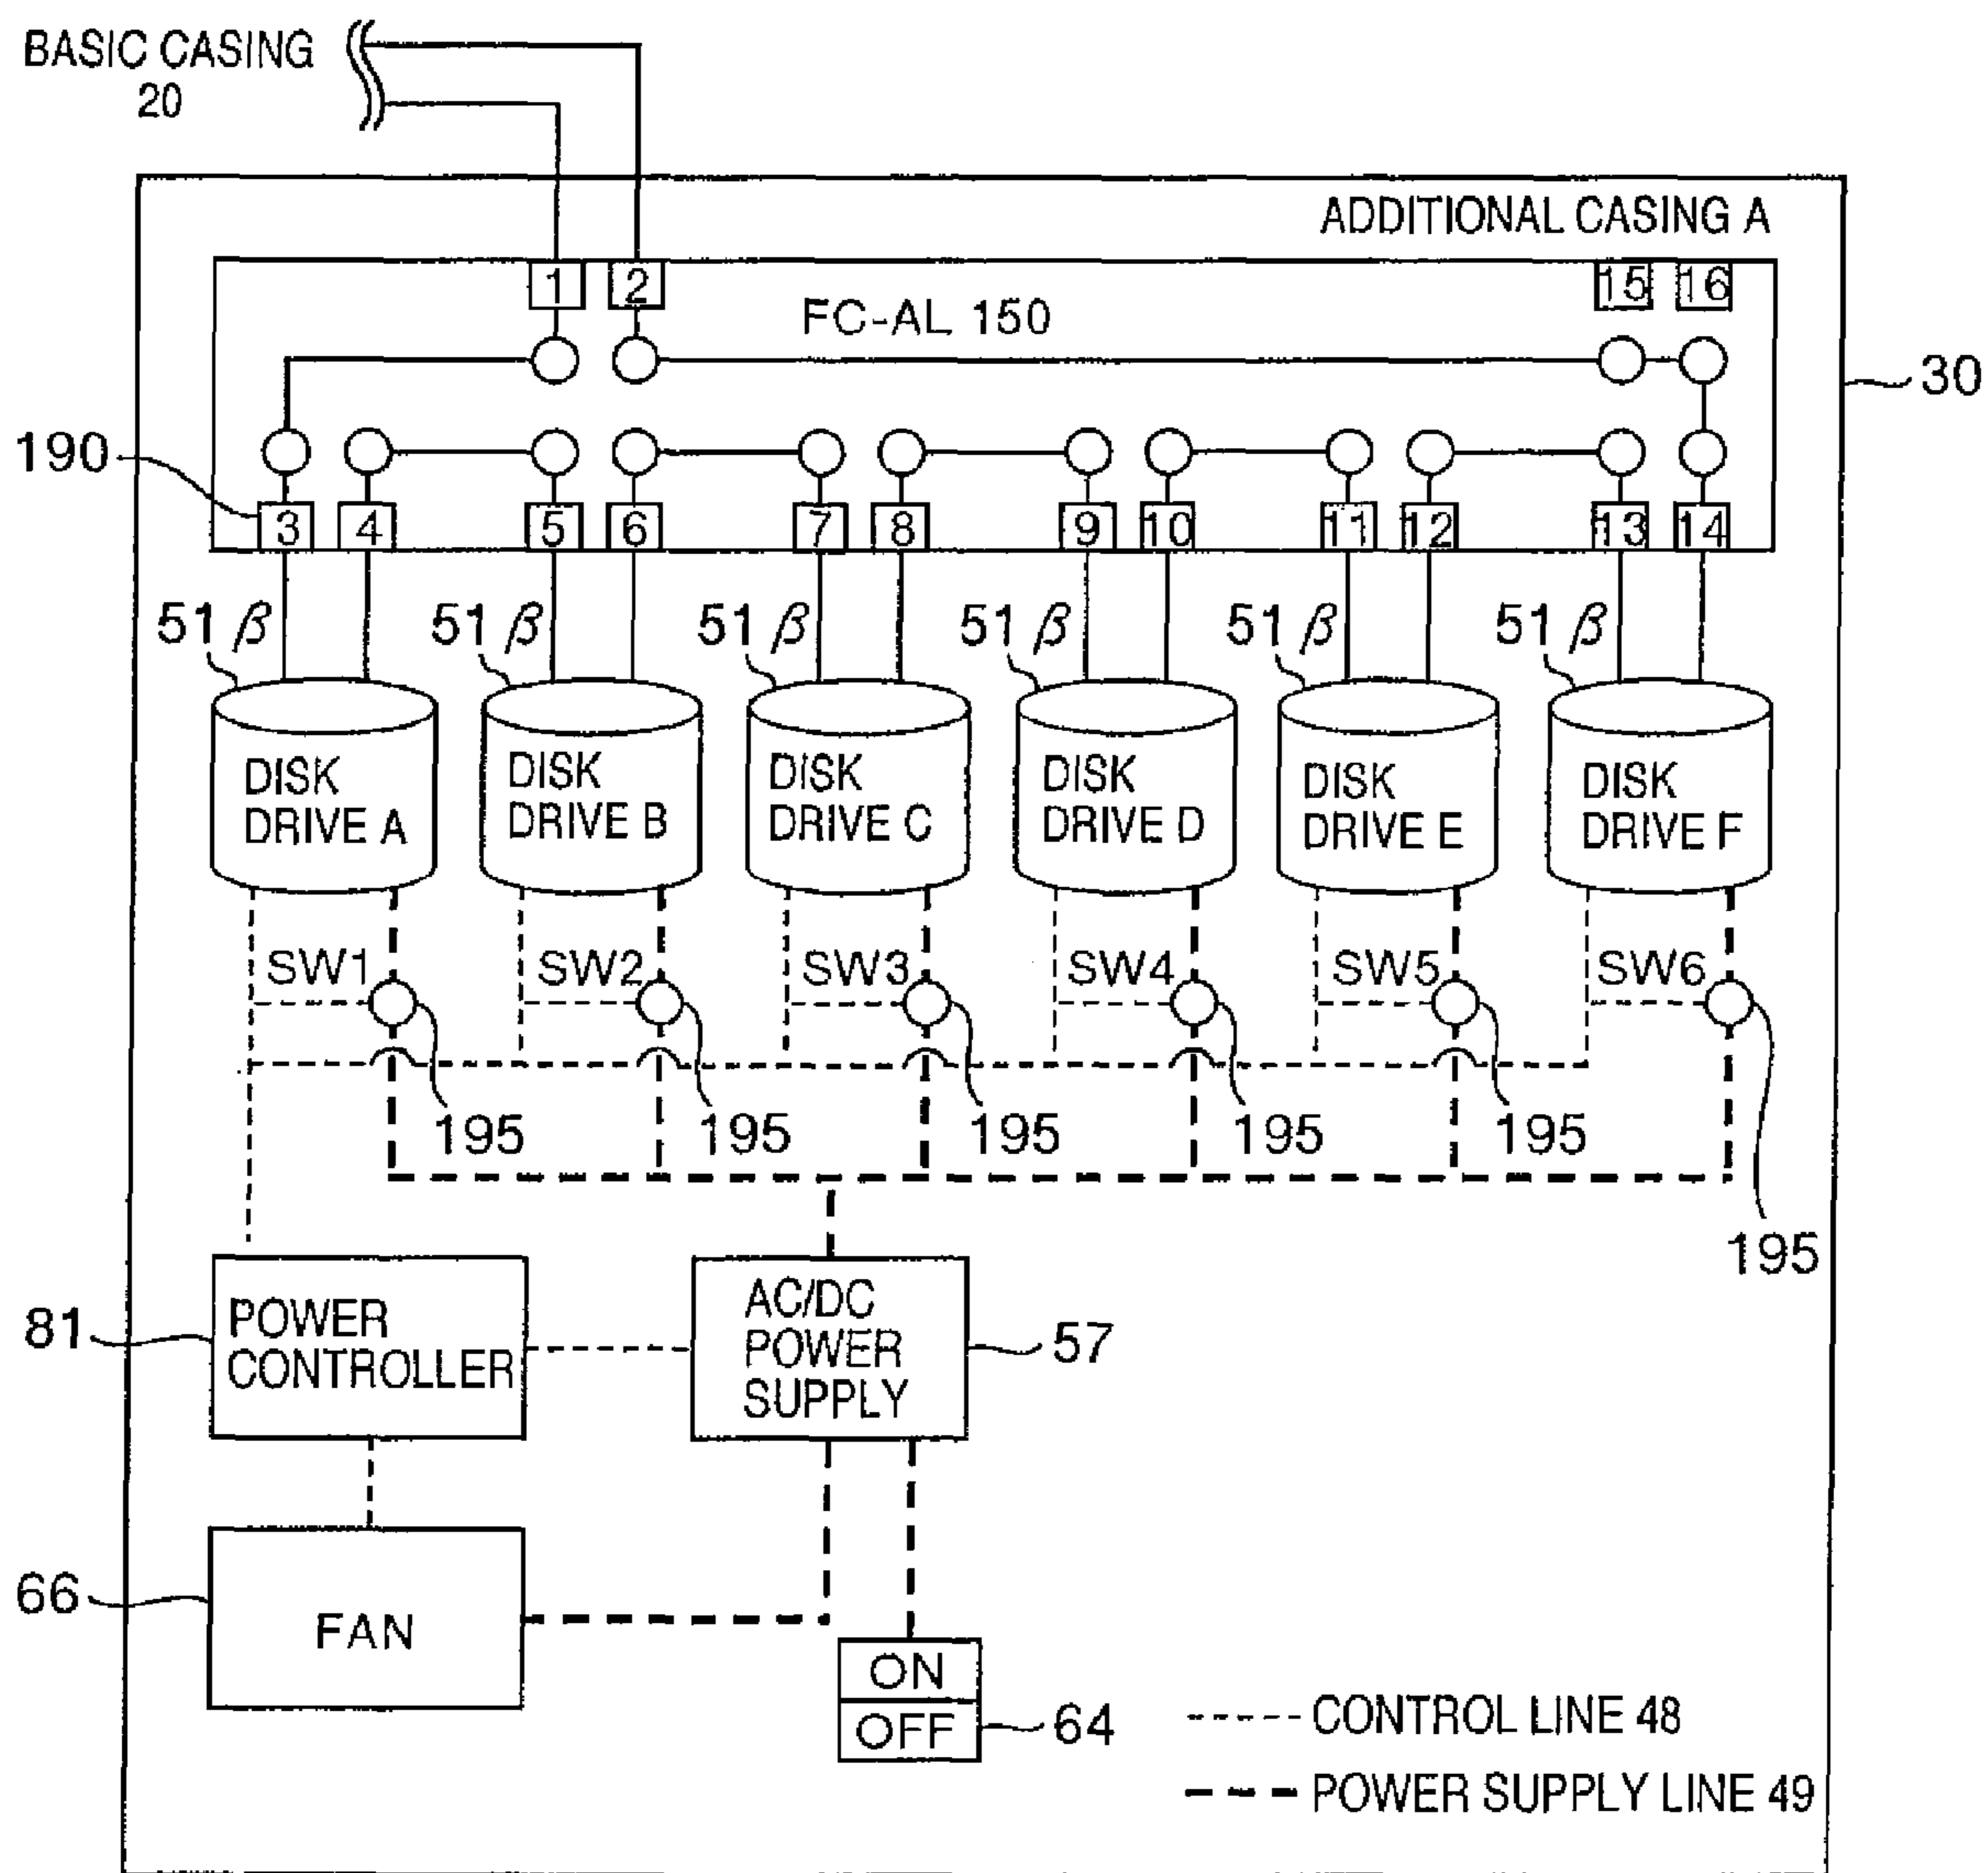 BASIC CASING
20
ADDITIONAL CASING A
1 2 15 16
FC-AL 150
30
190
3 4 5 6 7 8 9 10 11 12 13 14
51β 51β 51β 51β 51β 51β
DISK
DRIVE A
DISK
DRIVE B
DISK
DRIVE C
DISK
DRIVE D
DISK
DRIVE E
DISK
DRIVE F
SW1 SW2 SW3 SW4 SW5 SW6
195 195 195 195 195
195
81
POWER
CONTROLLER
AC/DC
POWER
SUPPLY
57
66
FAN
ON
OFF
64
CONTROL LINE 48
POWER SUPPLY LINE 49